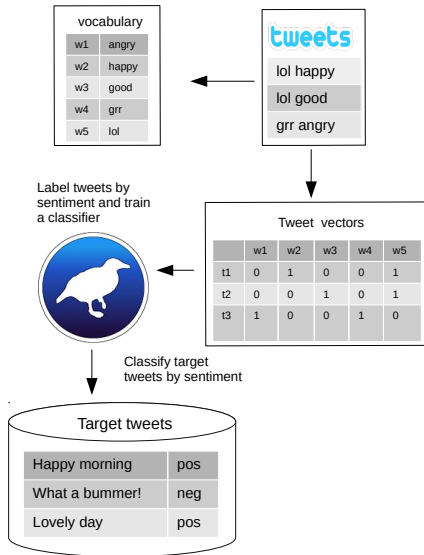 vocabulary
w1 angry
w2 happy
w3 good
w4 grr
w5 lol
tweets
lol happy
lol good
grr angry
Label tweets by
sentiment and train
a classifier
Tweet vectors
w1 w2 w3 w4 w5
t1 0 1 0 0 1
t2 0 0 1 0 1
t3 1 0 0 1 0
Classify target
tweets by sentiment
Target tweets
Happy morning pos
What a bummer! neg
Lovely day pos